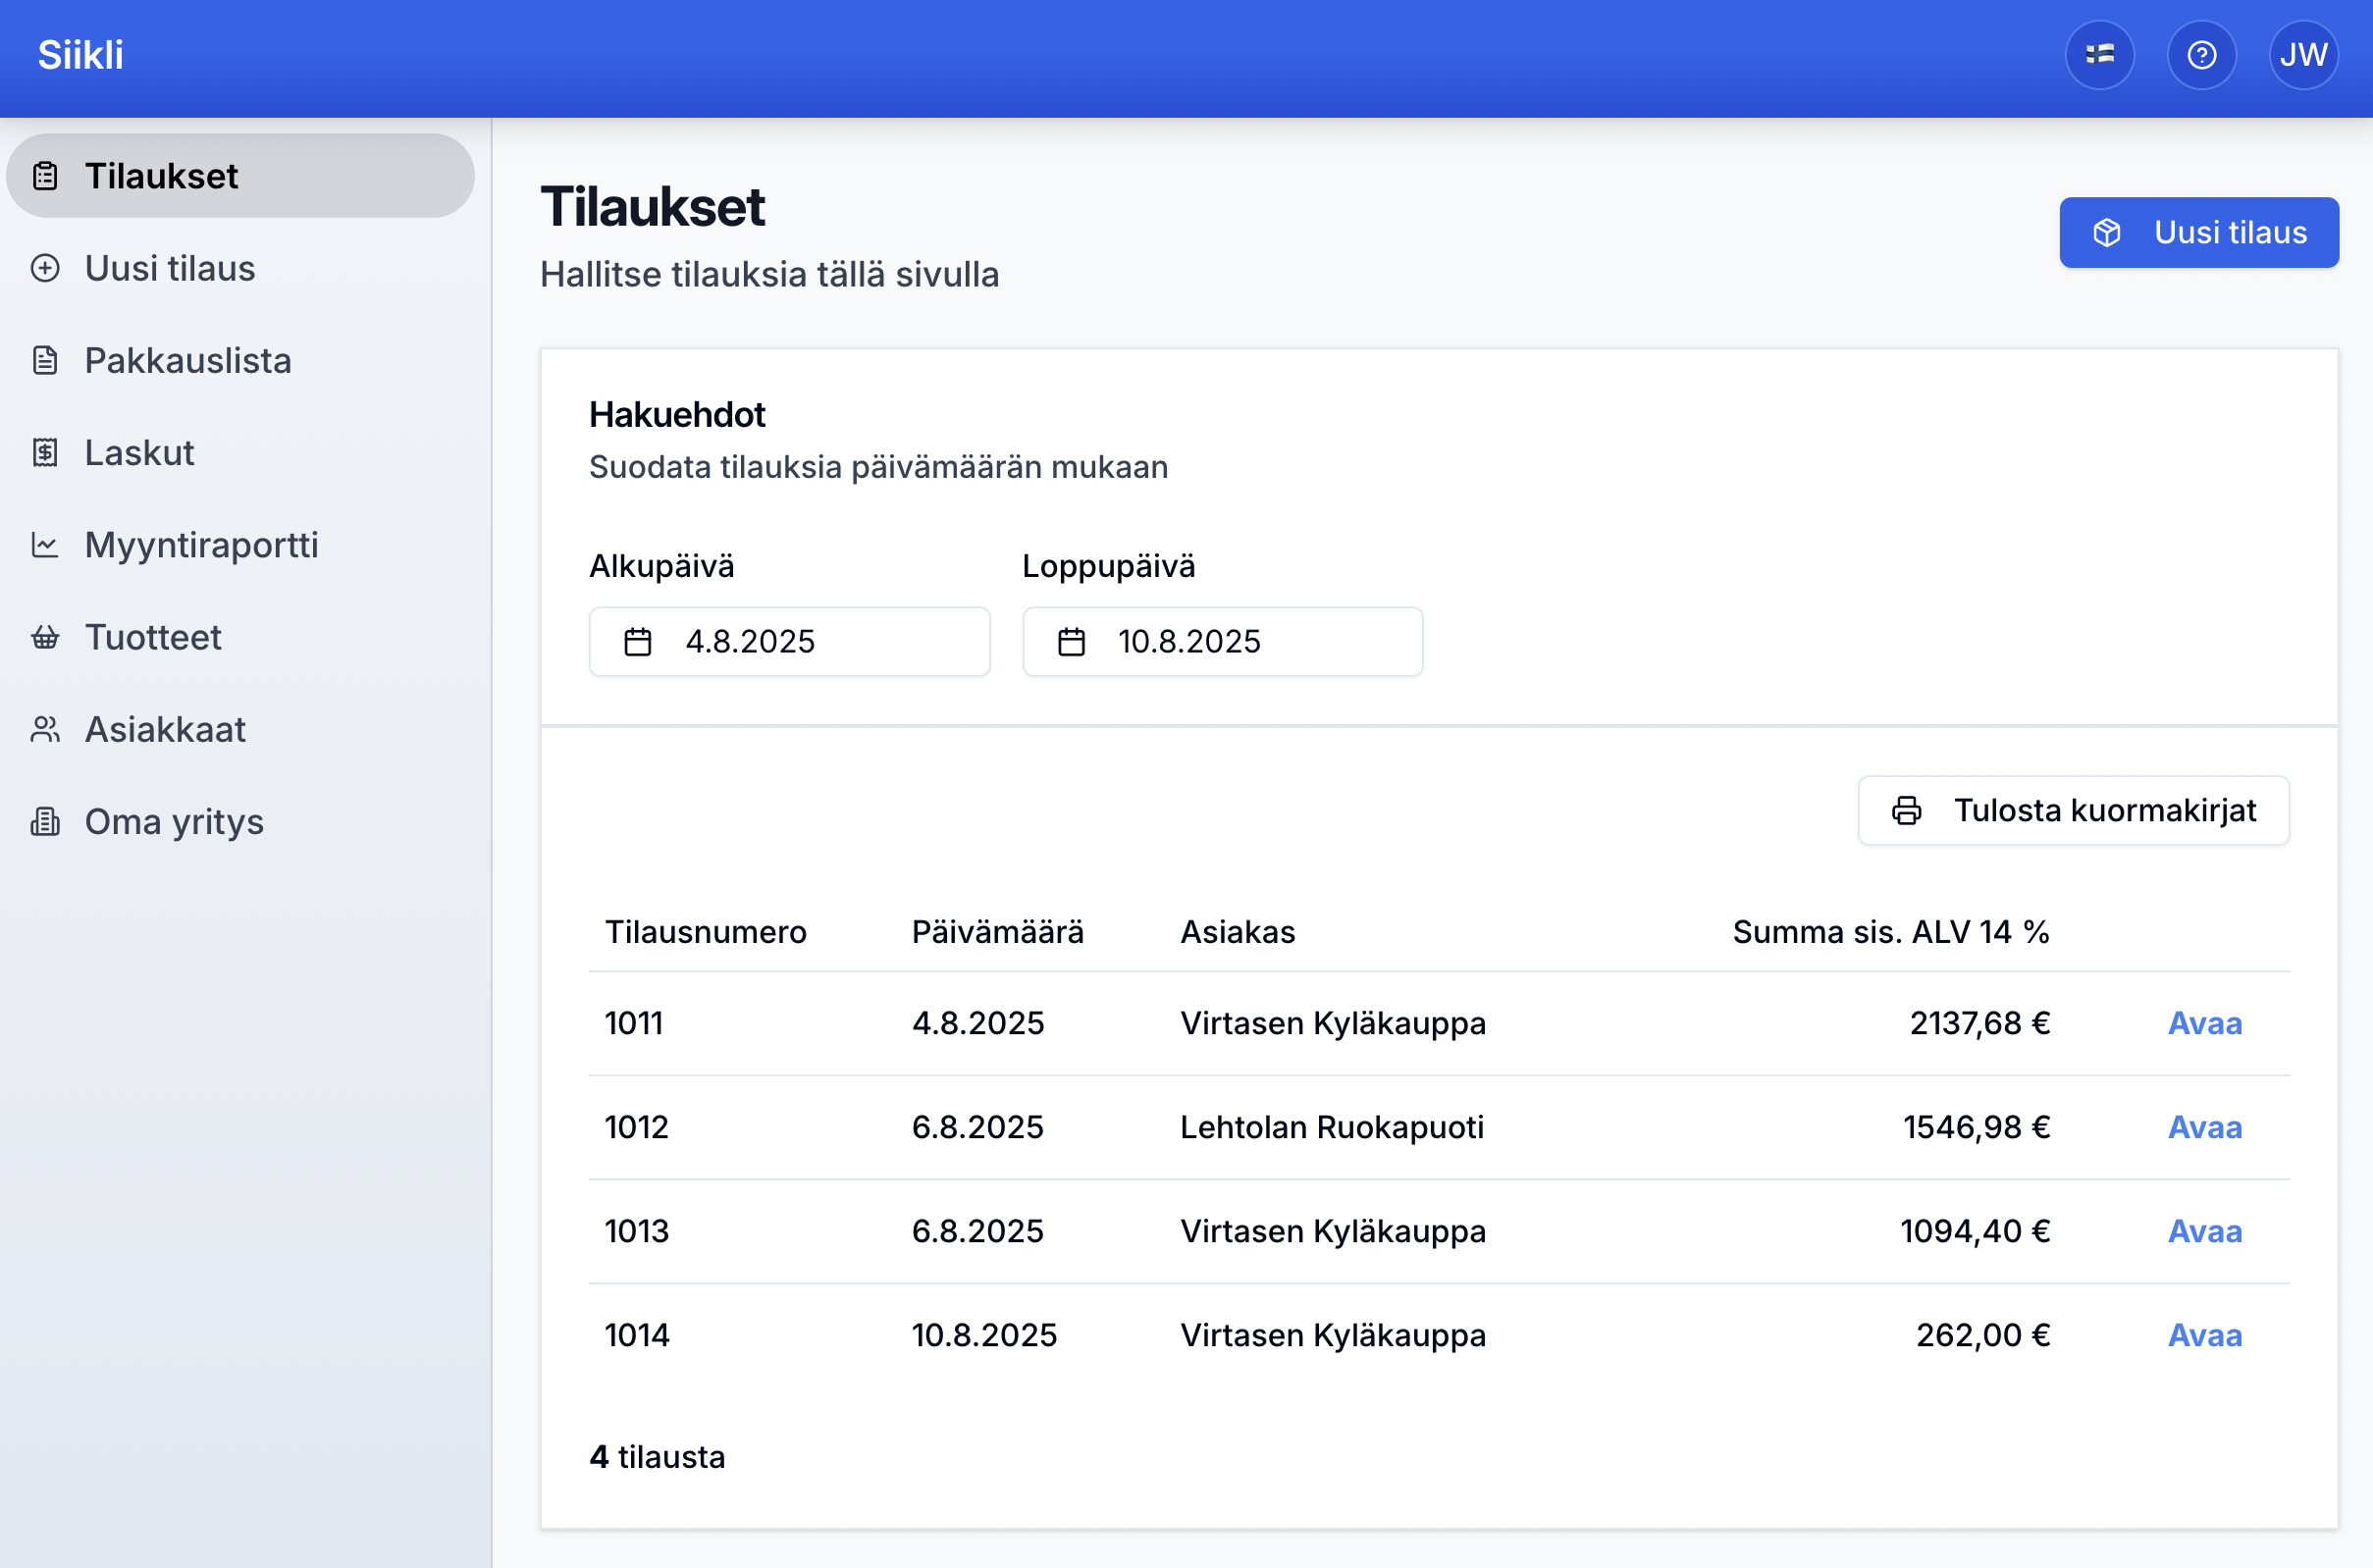 Siikli
JW
Tilaukset
Uusi tilaus
Pakkauslista
Laskut
Myyntiraportti
Tuotteet
Asiakkaat
Oma yritys
Tilaukset
Hallitse tilauksia tällä sivulla
Uusi tilaus
Hakuehdot
Suodata tilauksia päivämäärän mukaan
Alkupäivä Loppupäivä
4.8.2025 10.8.2025
Tulosta kuormakirjat
Tilausnumero Päivämäärä Asiakas Summa sis. ALV 14 %
1011 4.8.2025 Virtasen Kyläkauppa 2137,68 € Avaa
1012 6.8.2025 Lehtolan Ruokapuoti 1546,98 € Avaa
1013 6.8.2025 Virtasen Kyläkauppa 1094,40 € Avaa
1014 10.8.2025 Virtasen Kyläkauppa 262,00 € Avaa
4 tilausta